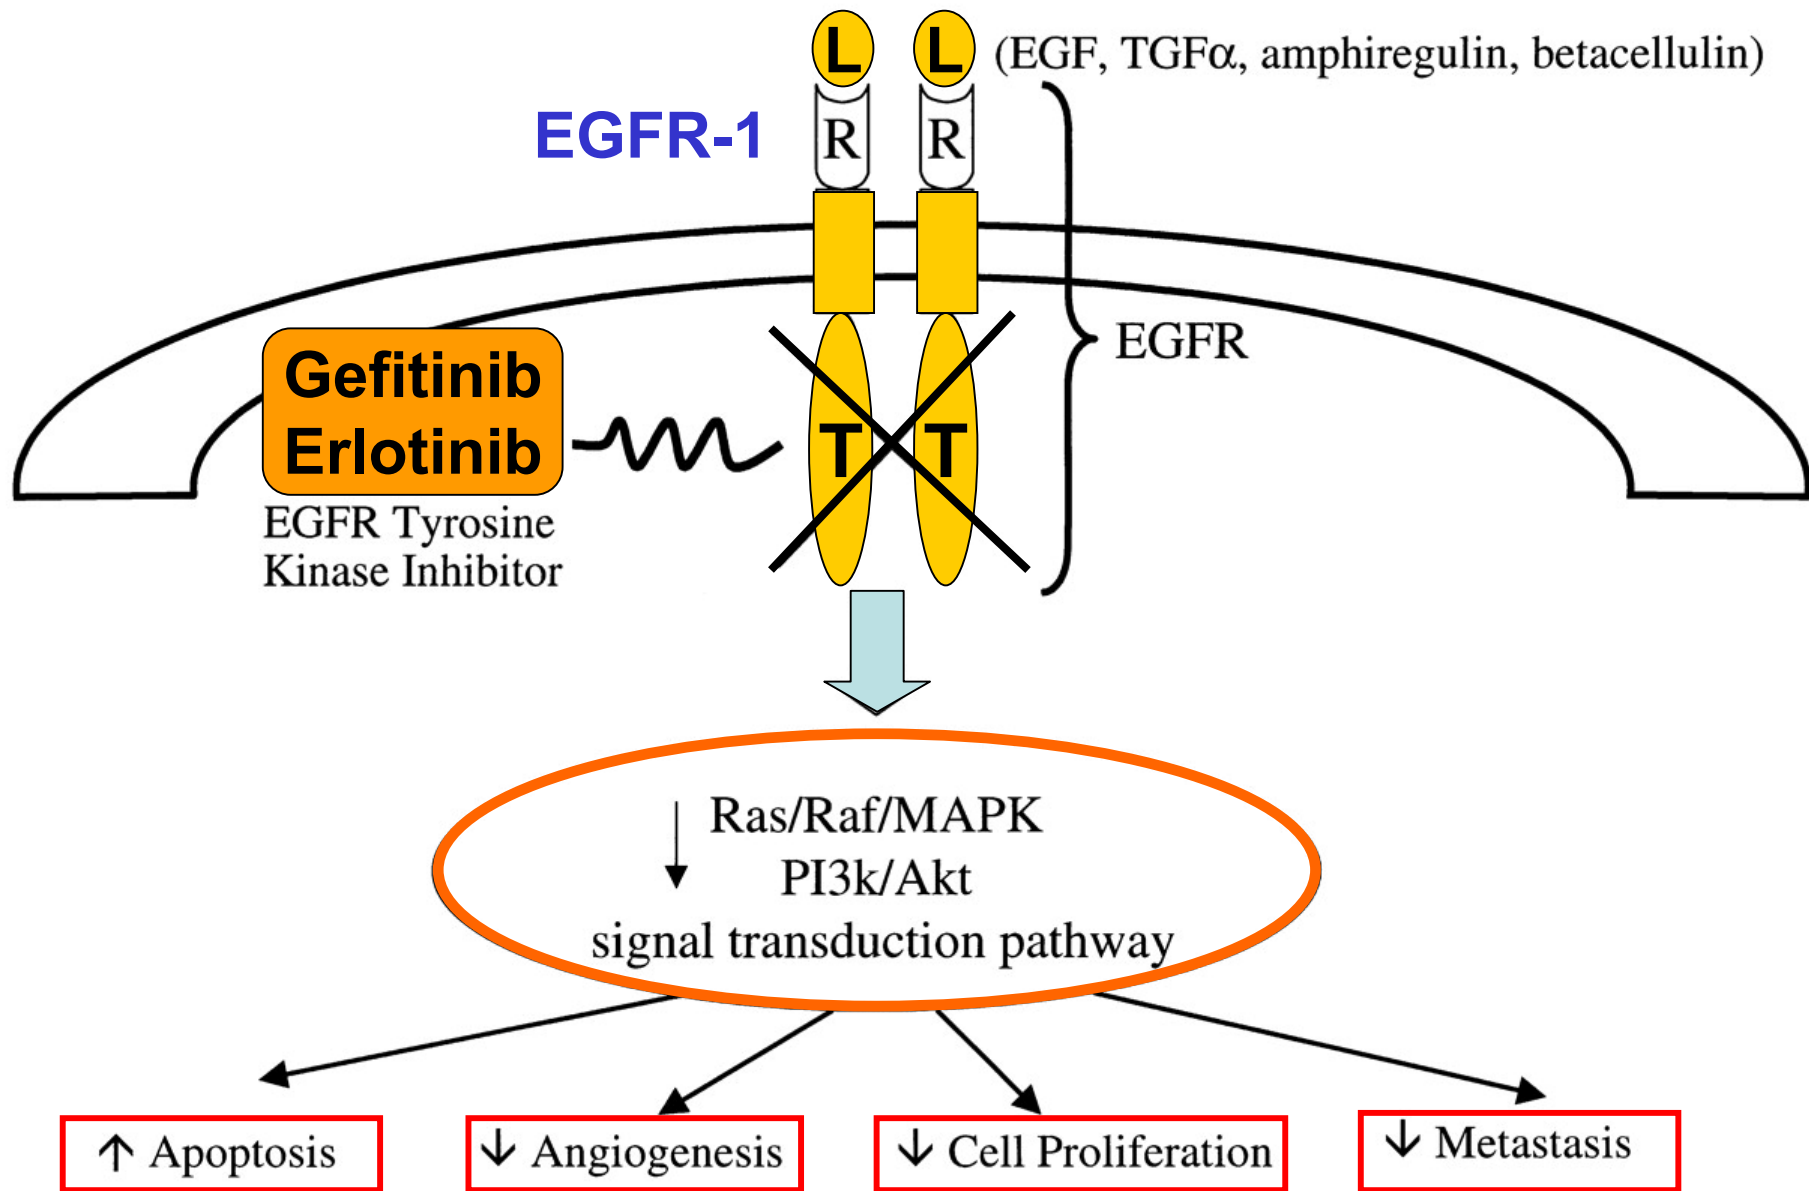 L L (EGF, TGFα, amphiregulin, betacellulin)
EGFR-1 R R
EGFR
Gefitinib
Erlotinib
T T
EGFR Tyrosine
Kinase Inhibitor
↓ Ras/Raf/MAPK
PI3k/Akt
signal transduction pathway
↑ Apoptosis
↓ Angiogenesis
↓ Cell Proliferation
↓ Metastasis